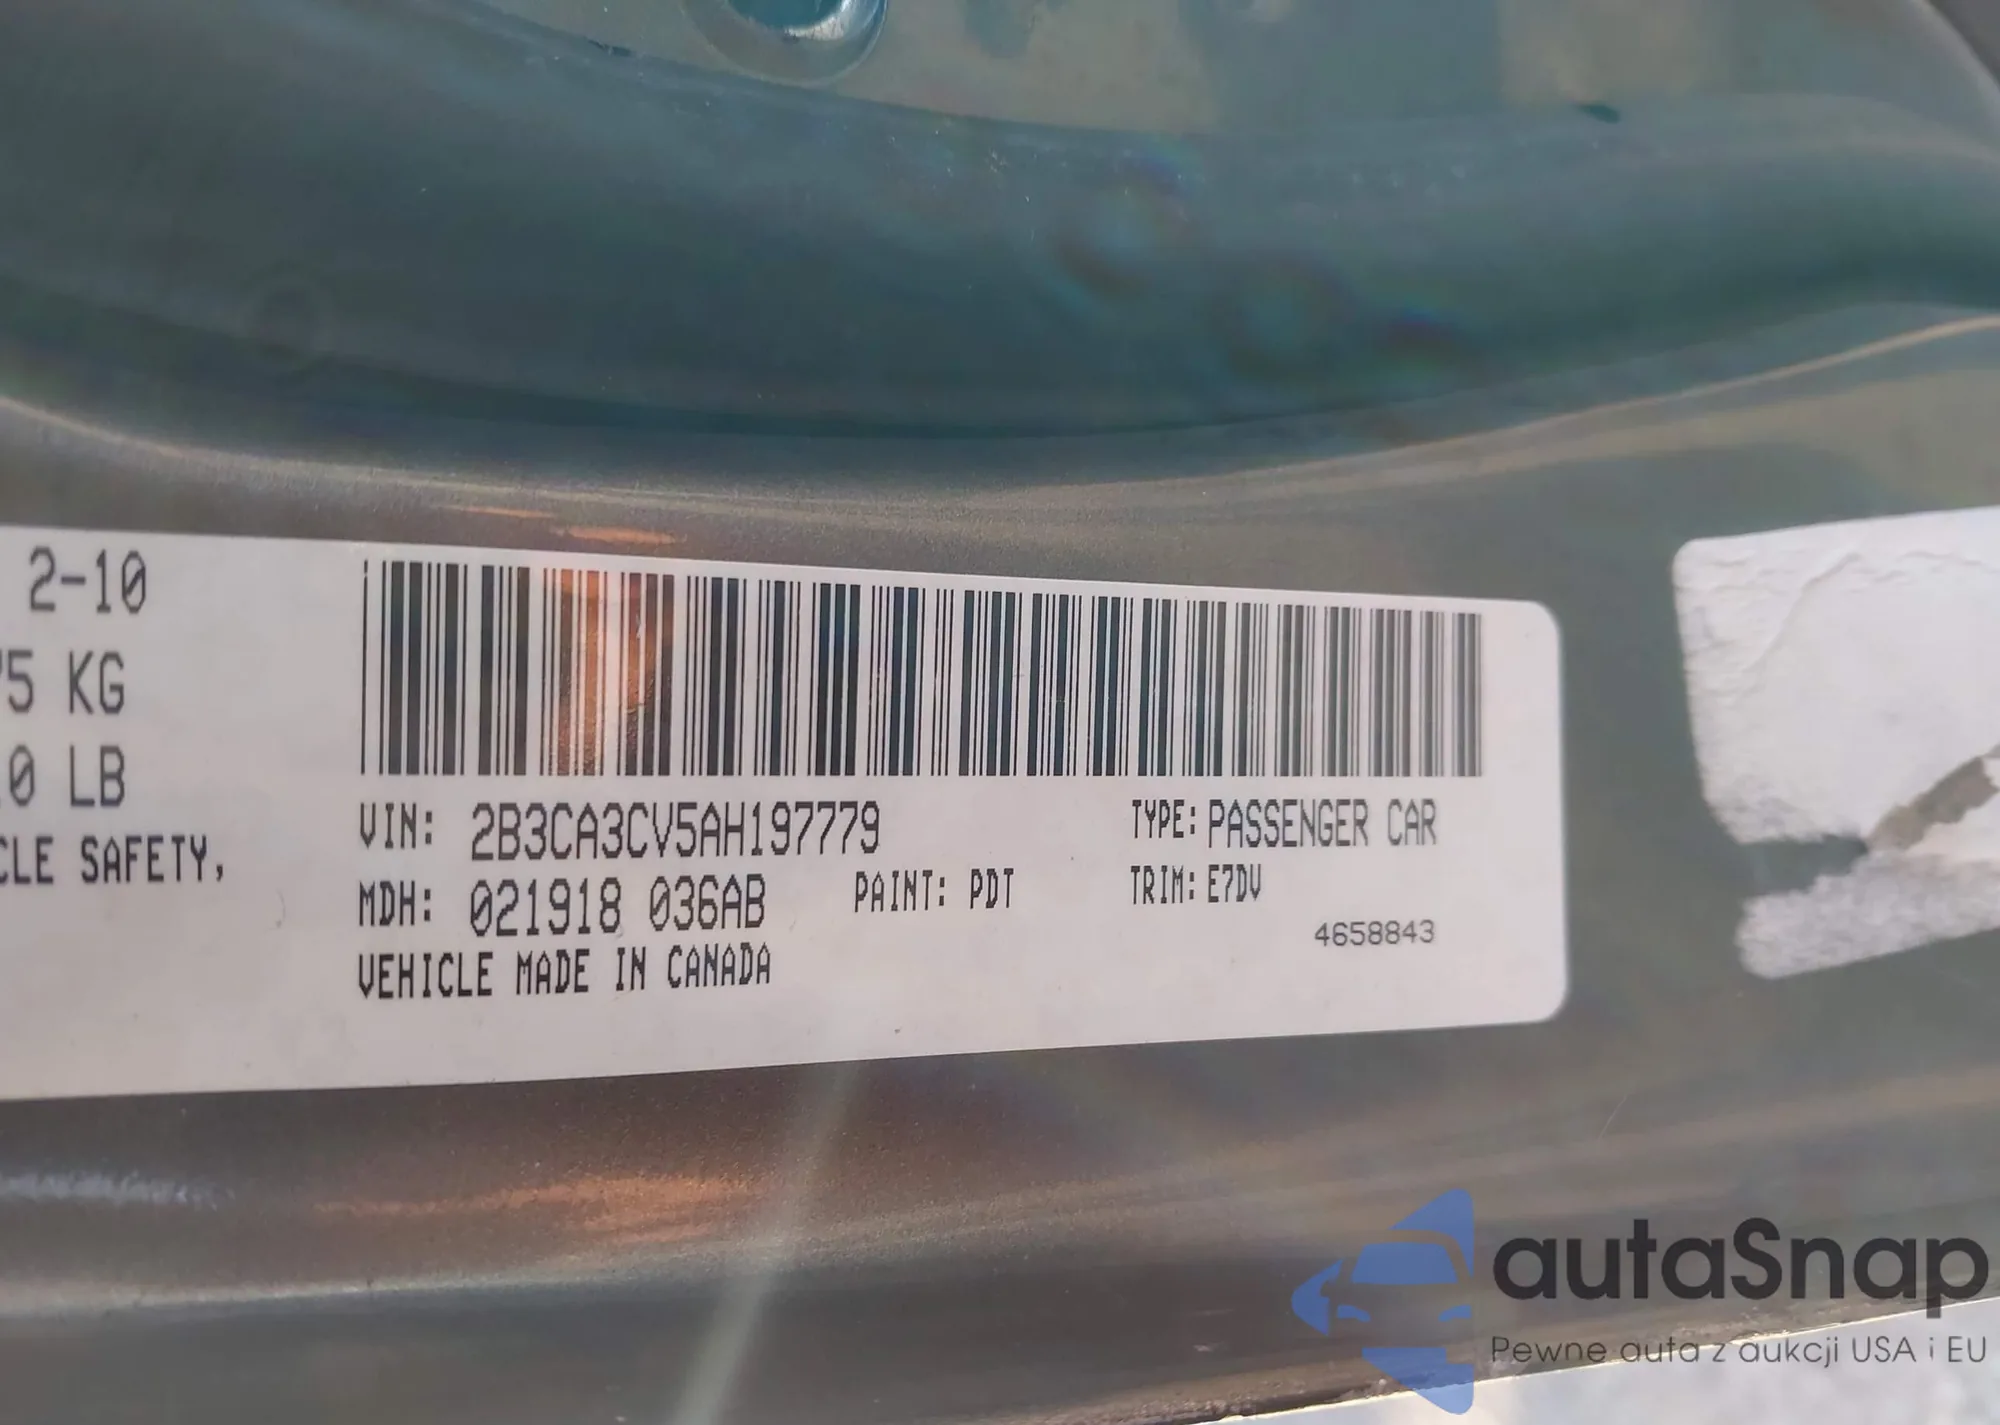 2-10
75 KG
0 LB
CLE SAFETY,
VIN: 2B3CA3CV5AH197779
TYPE: PASSENGER CAR
MDH: 021918 036AB
PAINT: PDT
TRIM: E7DV
VEHICLE MADE IN CANADA
4658843
autaSnap
Pewne auta z aukcji USA i EU